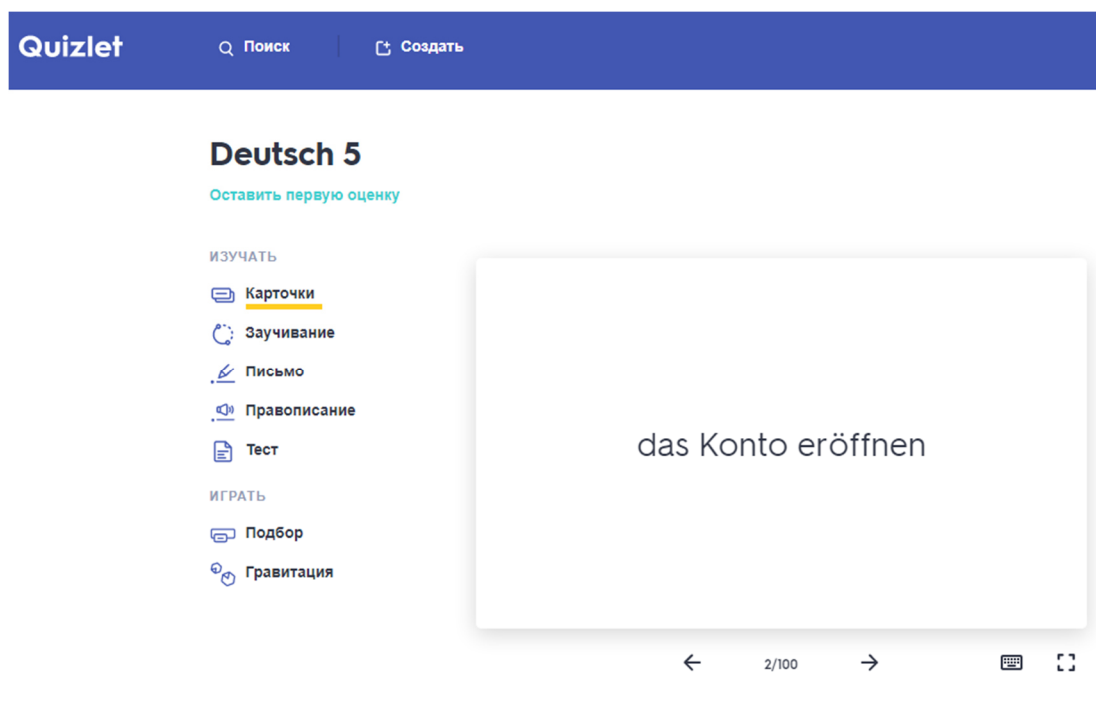 Quizlet
Поиск
Создать
Deutsch 5
Оставить первую оценку
ИЗУЧАТЬ
Карточки
Заучивание
Письмо
Правописание
Тест
ИГРАТЬ
Подбор
Гравитация
das Konto eröffnen
2/100